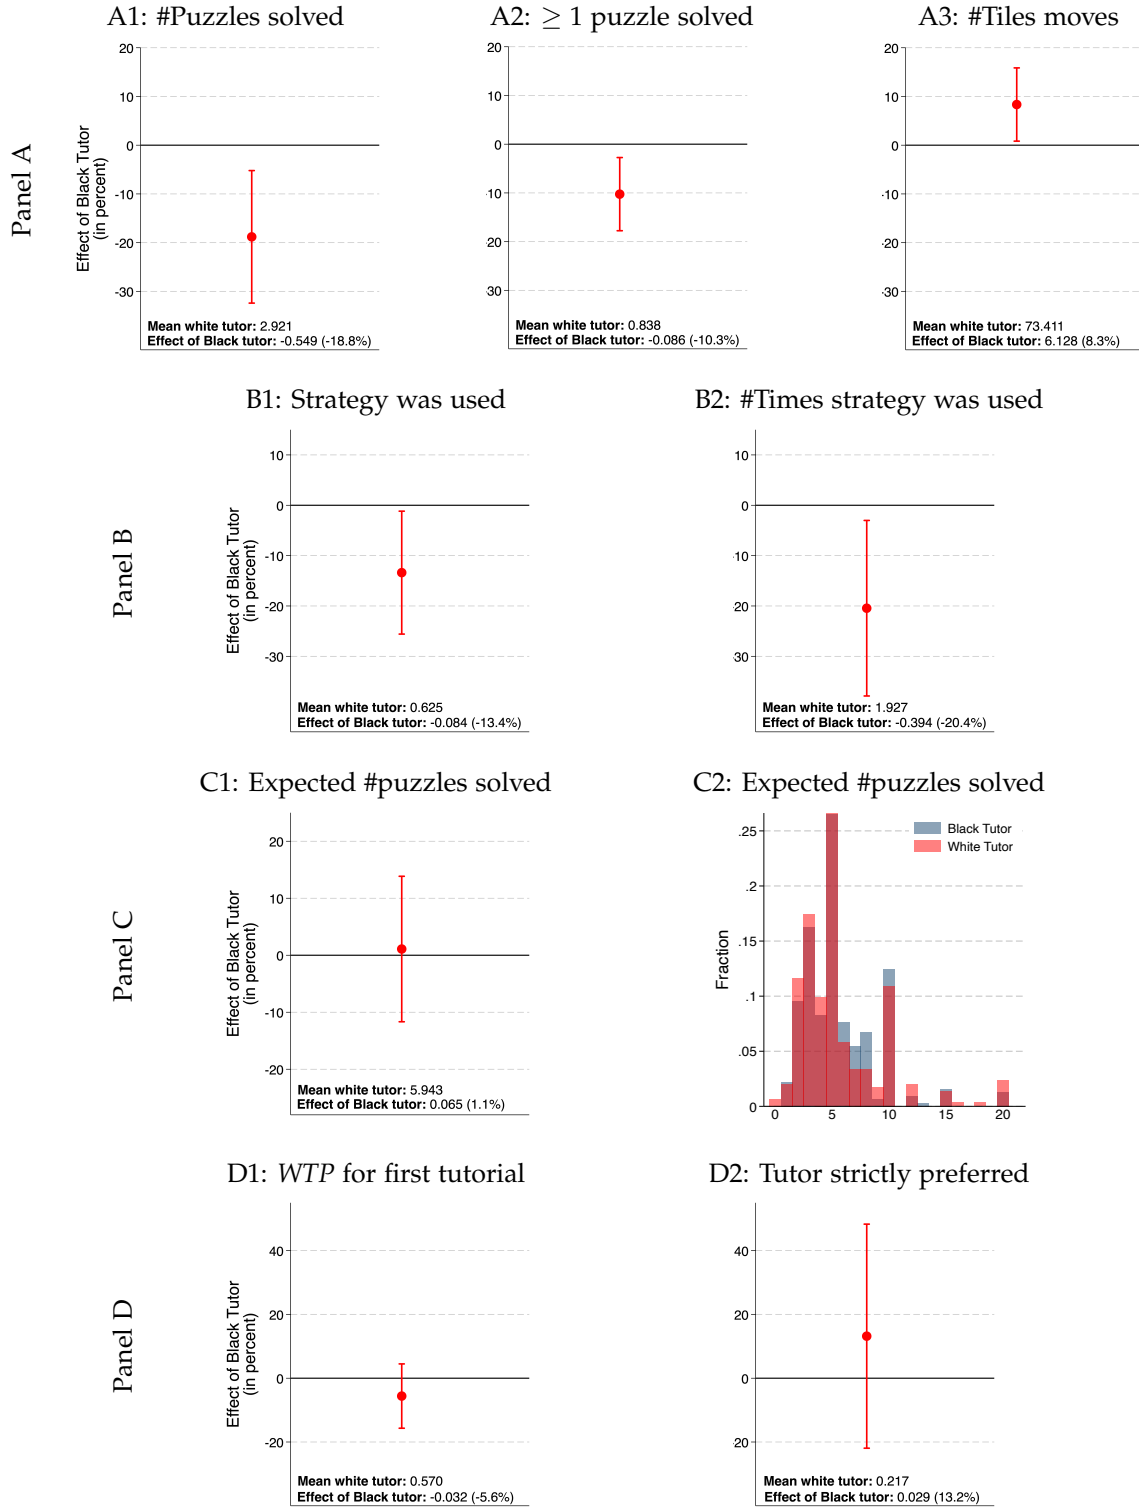 A1: #Puzzles solved
A2: ≥ 1 puzzle solved
A3: #Tiles moves
Panel A
Effect of Black Tutor
(in percent)
20
10
0
-10
-20
-30
Mean white tutor: 2.921
Effect of Black tutor: -0.549 (-18.8%)
20
10
0
10
20
30
Mean white tutor: 0.838
Effect of Black tutor: -0.086 (-10.3%)
20
10
0
-10
-20
-30
Mean white tutor: 73.411
Effect of Black tutor: 6.128 (8.3%)
B1: Strategy was used
B2: #Times strategy was used
Panel B
Effect of Black Tutor
(in percent)
10
0
-10
-20
-30
Mean white tutor: 0.625
Effect of Black tutor: -0.084 (-13.4%)
10
0
-10
20
30
Mean white tutor: 1.927
Effect of Black tutor: -0.394 (-20.4%)
C1: Expected #puzzles solved
C2: Expected #puzzles solved
Panel C
Effect of Black Tutor
(in percent)
20
10
0
-10
-20
Mean white tutor: 5.943
Effect of Black tutor: 0.065 (1.1%)
Fraction
.25
.2
.15
.1
.05
0
0 5 10 15 20
Black Tutor
White Tutor
D1: WTP for first tutorial
D2: Tutor strictly preferred
Panel D
Effect of Black Tutor
(in percent)
40
20
0
-20
Mean white tutor: 0.570
Effect of Black tutor: -0.032 (-5.6%)
40
20
0
20
Mean white tutor: 0.217
Effect of Black tutor: 0.029 (13.2%)